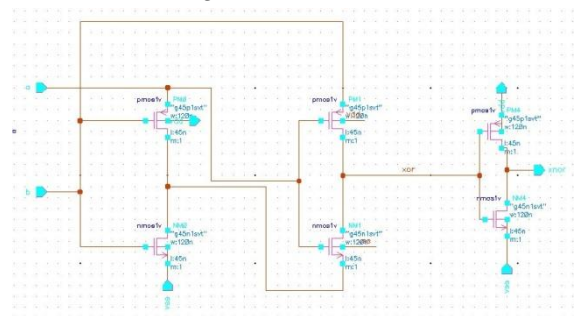 a
pmos1v
PM0
"g45p1svt"
w:120n
l:45n
m:1
pmos1v
PM1
"g45p1svt"
w:120n
l:45n
m:1
pmos1v
PM4
"g45p1svt"
w:120n
l:45n
m:1
xor
xnor
b
nmos1v
NM0
"g45n1svt"
w:120n
l:45n
m:1
nmos1v
NM1
"g45n1svt"
w:120n
l:45n
m:1
nmos1v
NM4
"g45n1svt"
w:120n
l:45n
m:1
vss
vss